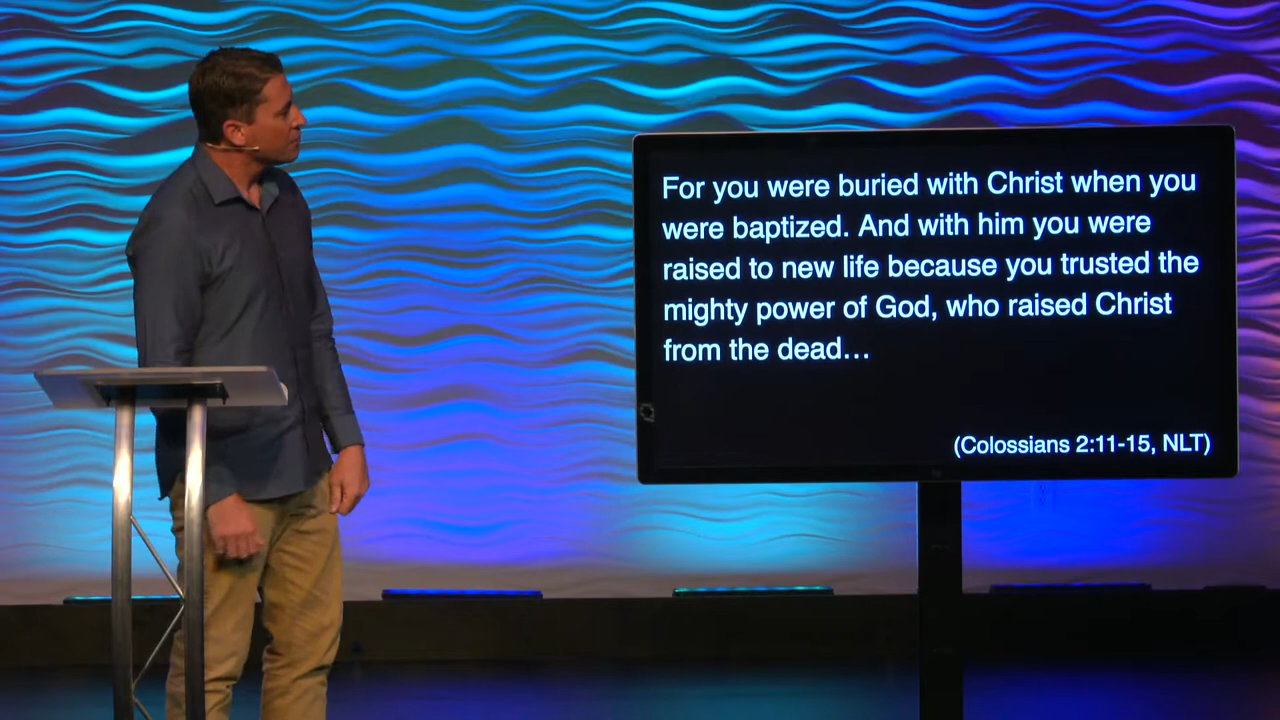 For you were buried with Christ when you
were baptized. And with him you were
raised to new life because you trusted the
mighty power of God, who raised Christ
from the dead...
(Colossians 2:11-15, NLT)